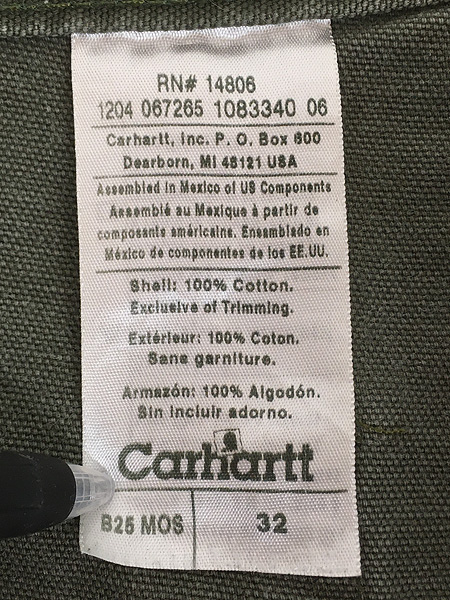 RN# 14806
1204 067265 1083340 06
Carhartt, Inc. P. O. Box 600
Dearborn, MI 48121 USA
Assembled in Mexico of US Components
Assemblé au Mexique à partir de
composants américains. Ensamblado en
México de componentes de los EE.UU.
Shell: 100% Cotton.
Exclusive of Trimming.
Extérieur: 100% Coton.
Sans garniture.
Armazón: 100% Algodón.
Sin incluir adorno.
Carhartt
B25 MOS 32